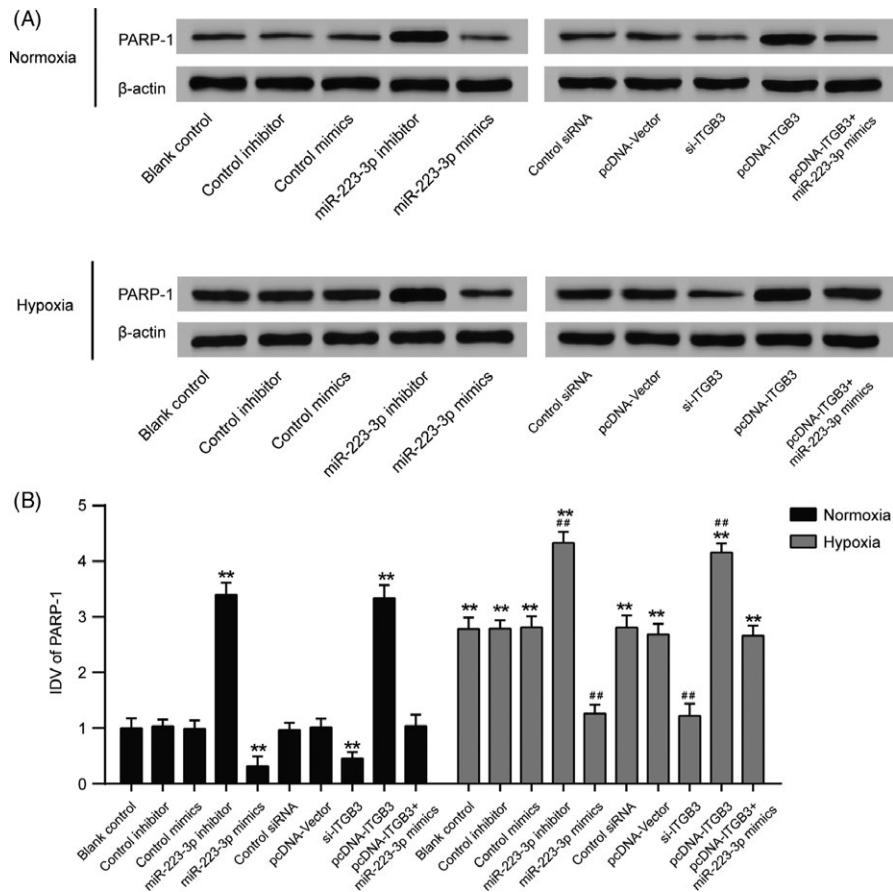 (A)
Normoxia
PARP-1
β-actin
Blank control
Control inhibitor
Control mimics
miR-223-3p inhibitor
miR-223-3p mimics
Control siRNA
pcDNA-Vector
si-ITGB3
pcDNA-ITGB3
pcDNA-ITGB3+
miR-223-3p mimics
Hypoxia
PARP-1
β-actin
Blank control
Control inhibitor
Control mimics
miR-223-3p inhibitor
miR-223-3p mimics
Control siRNA
pcDNA-Vector
si-ITGB3
pcDNA-ITGB3
pcDNA-ITGB3+
miR-223-3p mimics
(B)
IDV of PARP-1
5
4
3
2
1
0
**
**
**
**
**
**
**
**
##
##
**
**
##
##
**
**
Normoxia
Hypoxia
Blank control
Control inhibitor
Control mimics
miR-223-3p inhibitor
miR-223-3p mimics
Control siRNA
pcDNA-Vector
si-ITGB3
pcDNA-ITGB3
pcDNA-ITGB3+
miR-223-3p mimics
Blank control
Control inhibitor
Control mimics
miR-223-3p inhibitor
miR-223-3p mimics
Control siRNA
pcDNA-Vector
si-ITGB3
pcDNA-ITGB3
pcDNA-ITGB3+
miR-223-3p mimics